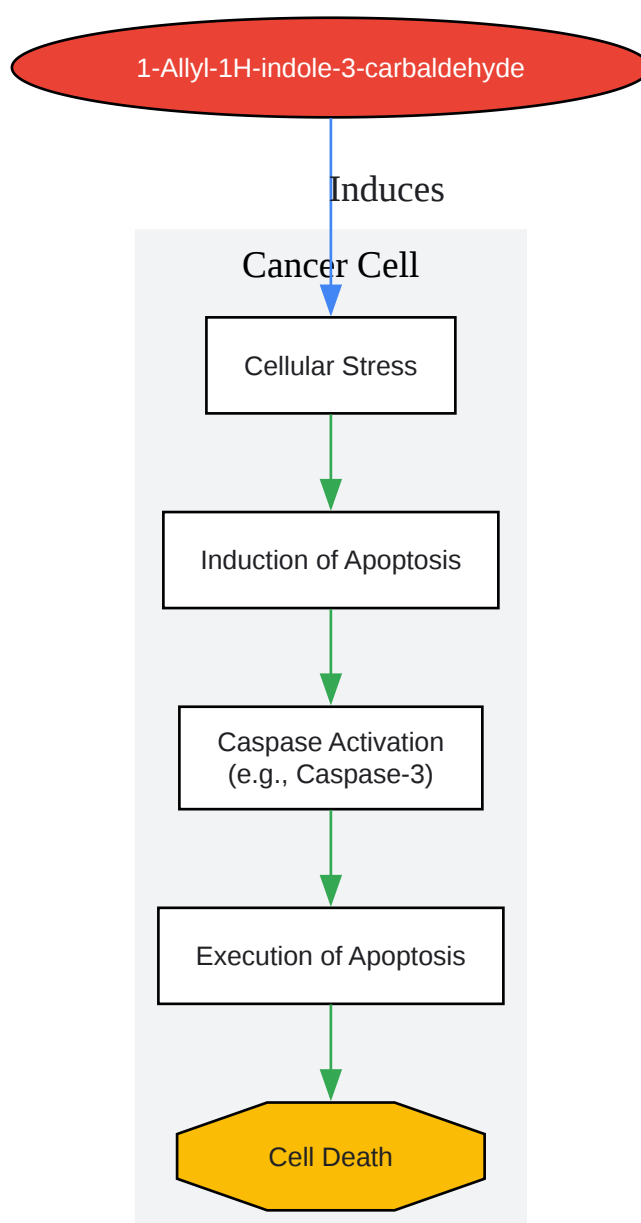 1-Allyl-1H-indole-3-carbaldehyde
Induces
Cancer Cell
Cellular Stress
Induction of Apoptosis
Caspase Activation
(e.g., Caspase-3)
Execution of Apoptosis
Cell Death